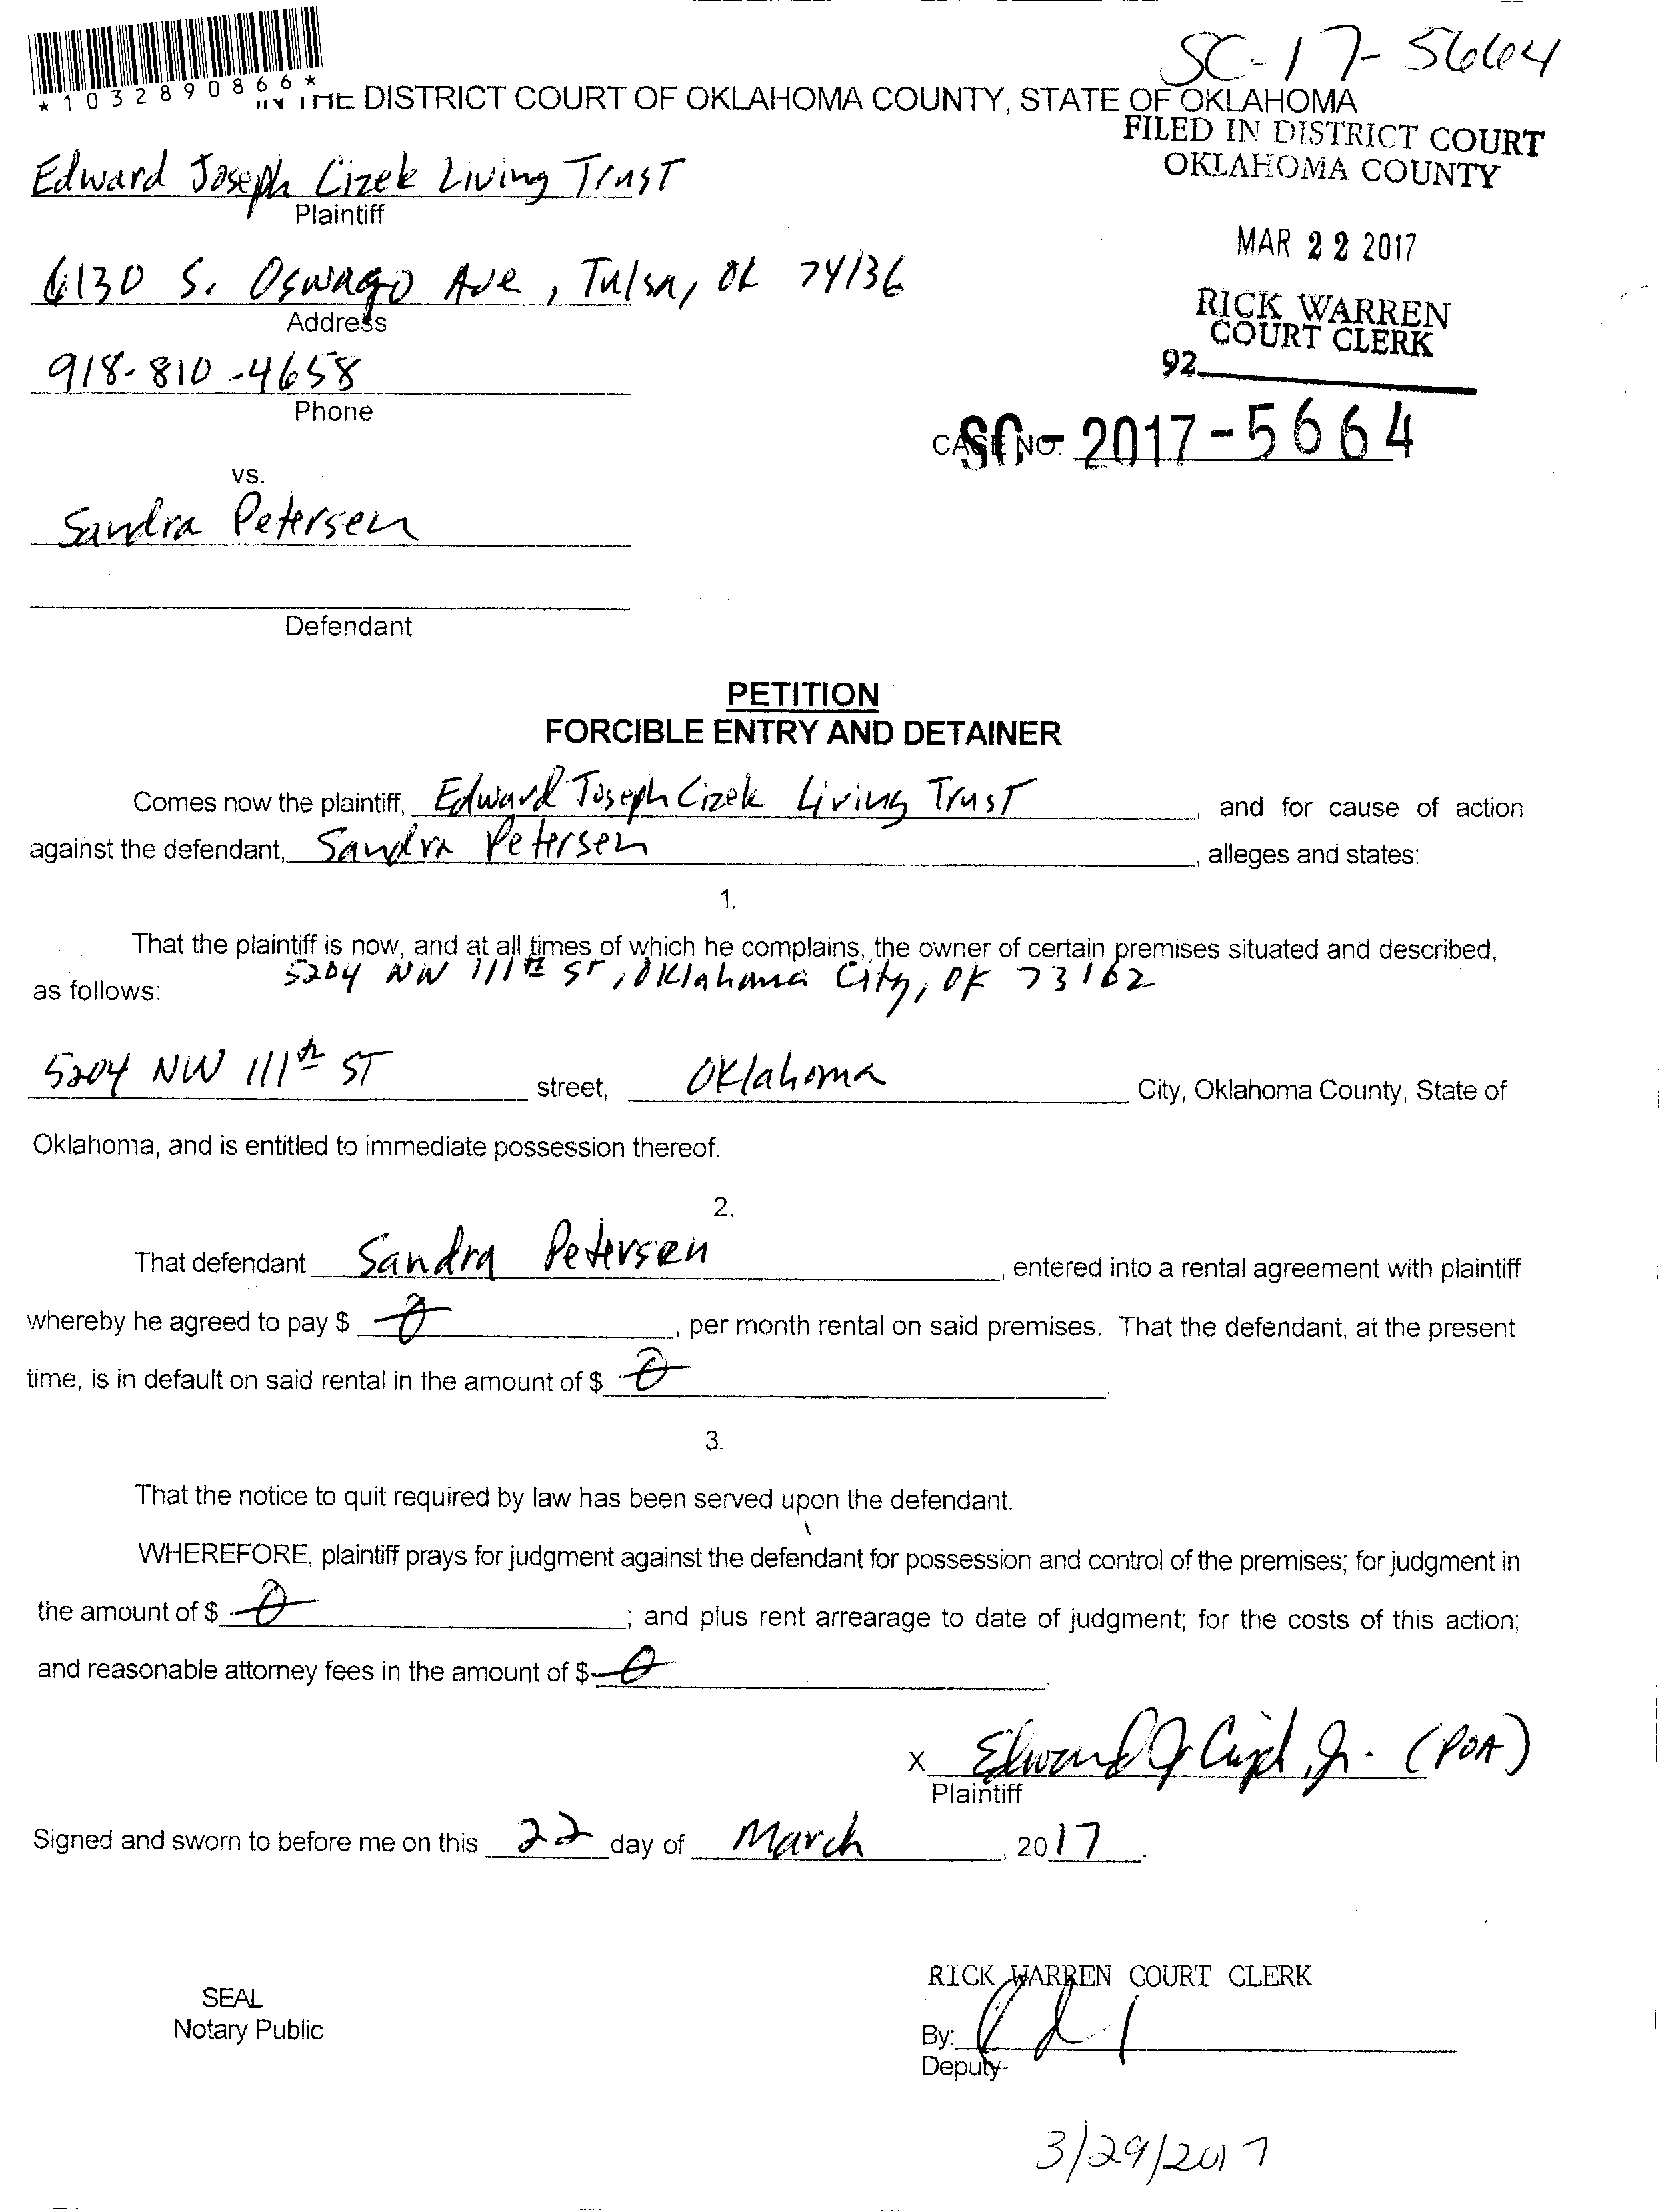 SC-17-5664
*1032890866*
IN THE DISTRICT COURT OF OKLAHOMA COUNTY, STATE OF OKLAHOMA
FILED IN DISTRICT COURT
OKLAHOMA COUNTY
Edward Joseph Cizek Living Trust
Plaintiff
MAR 22 2017
6130 S. Oswago Ave, Tulsa, OK 74136
Address
RICK WARREN
COURT CLERK
92
918-810-4658
Phone
CASE NO. SC-2017-5664
vs.
Sandra Petersen
Defendant
PETITION
FORCIBLE ENTRY AND DETAINER
Comes now the plaintiff, Edward Joseph Cizek Living Trust, and for cause of action
against the defendant, Sandra Petersen, alleges and states:
1.
That the plaintiff is now, and at all times of which he complains, the owner of certain premises situated and described,
as follows: 5204 NW 111th ST, Oklahoma City, OK 73162
5204 NW 111th ST street, Oklahoma City, Oklahoma County, State of
Oklahoma, and is entitled to immediate possession thereof.
2.
That defendant Sandra Petersen, entered into a rental agreement with plaintiff
whereby he agreed to pay $ 0, per month rental on said premises. That the defendant, at the present
time, is in default on said rental in the amount of $ 0.
3.
That the notice to quit required by law has been served upon the defendant.
WHEREFORE, plaintiff prays for judgment against the defendant for possession and control of the premises; for judgment in
the amount of $ 0; and plus rent arrearage to date of judgment; for the costs of this action;
and reasonable attorney fees in the amount of $ 0.
X Edward J Cizek, Jr. (POA)
Plaintiff
Signed and sworn to before me on this 22 day of March, 2017.
RICK WARREN COURT CLERK
SEAL
Notary Public
By:
Deputy
3/29/2017